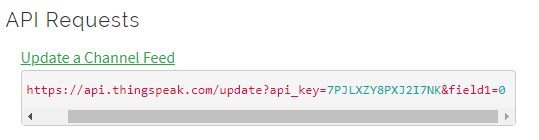 API Requests
Update a Channel Feed
https://api.thingspeak.com/update?api_key=7PJLXZY8PXJ2I7NK&field1=0